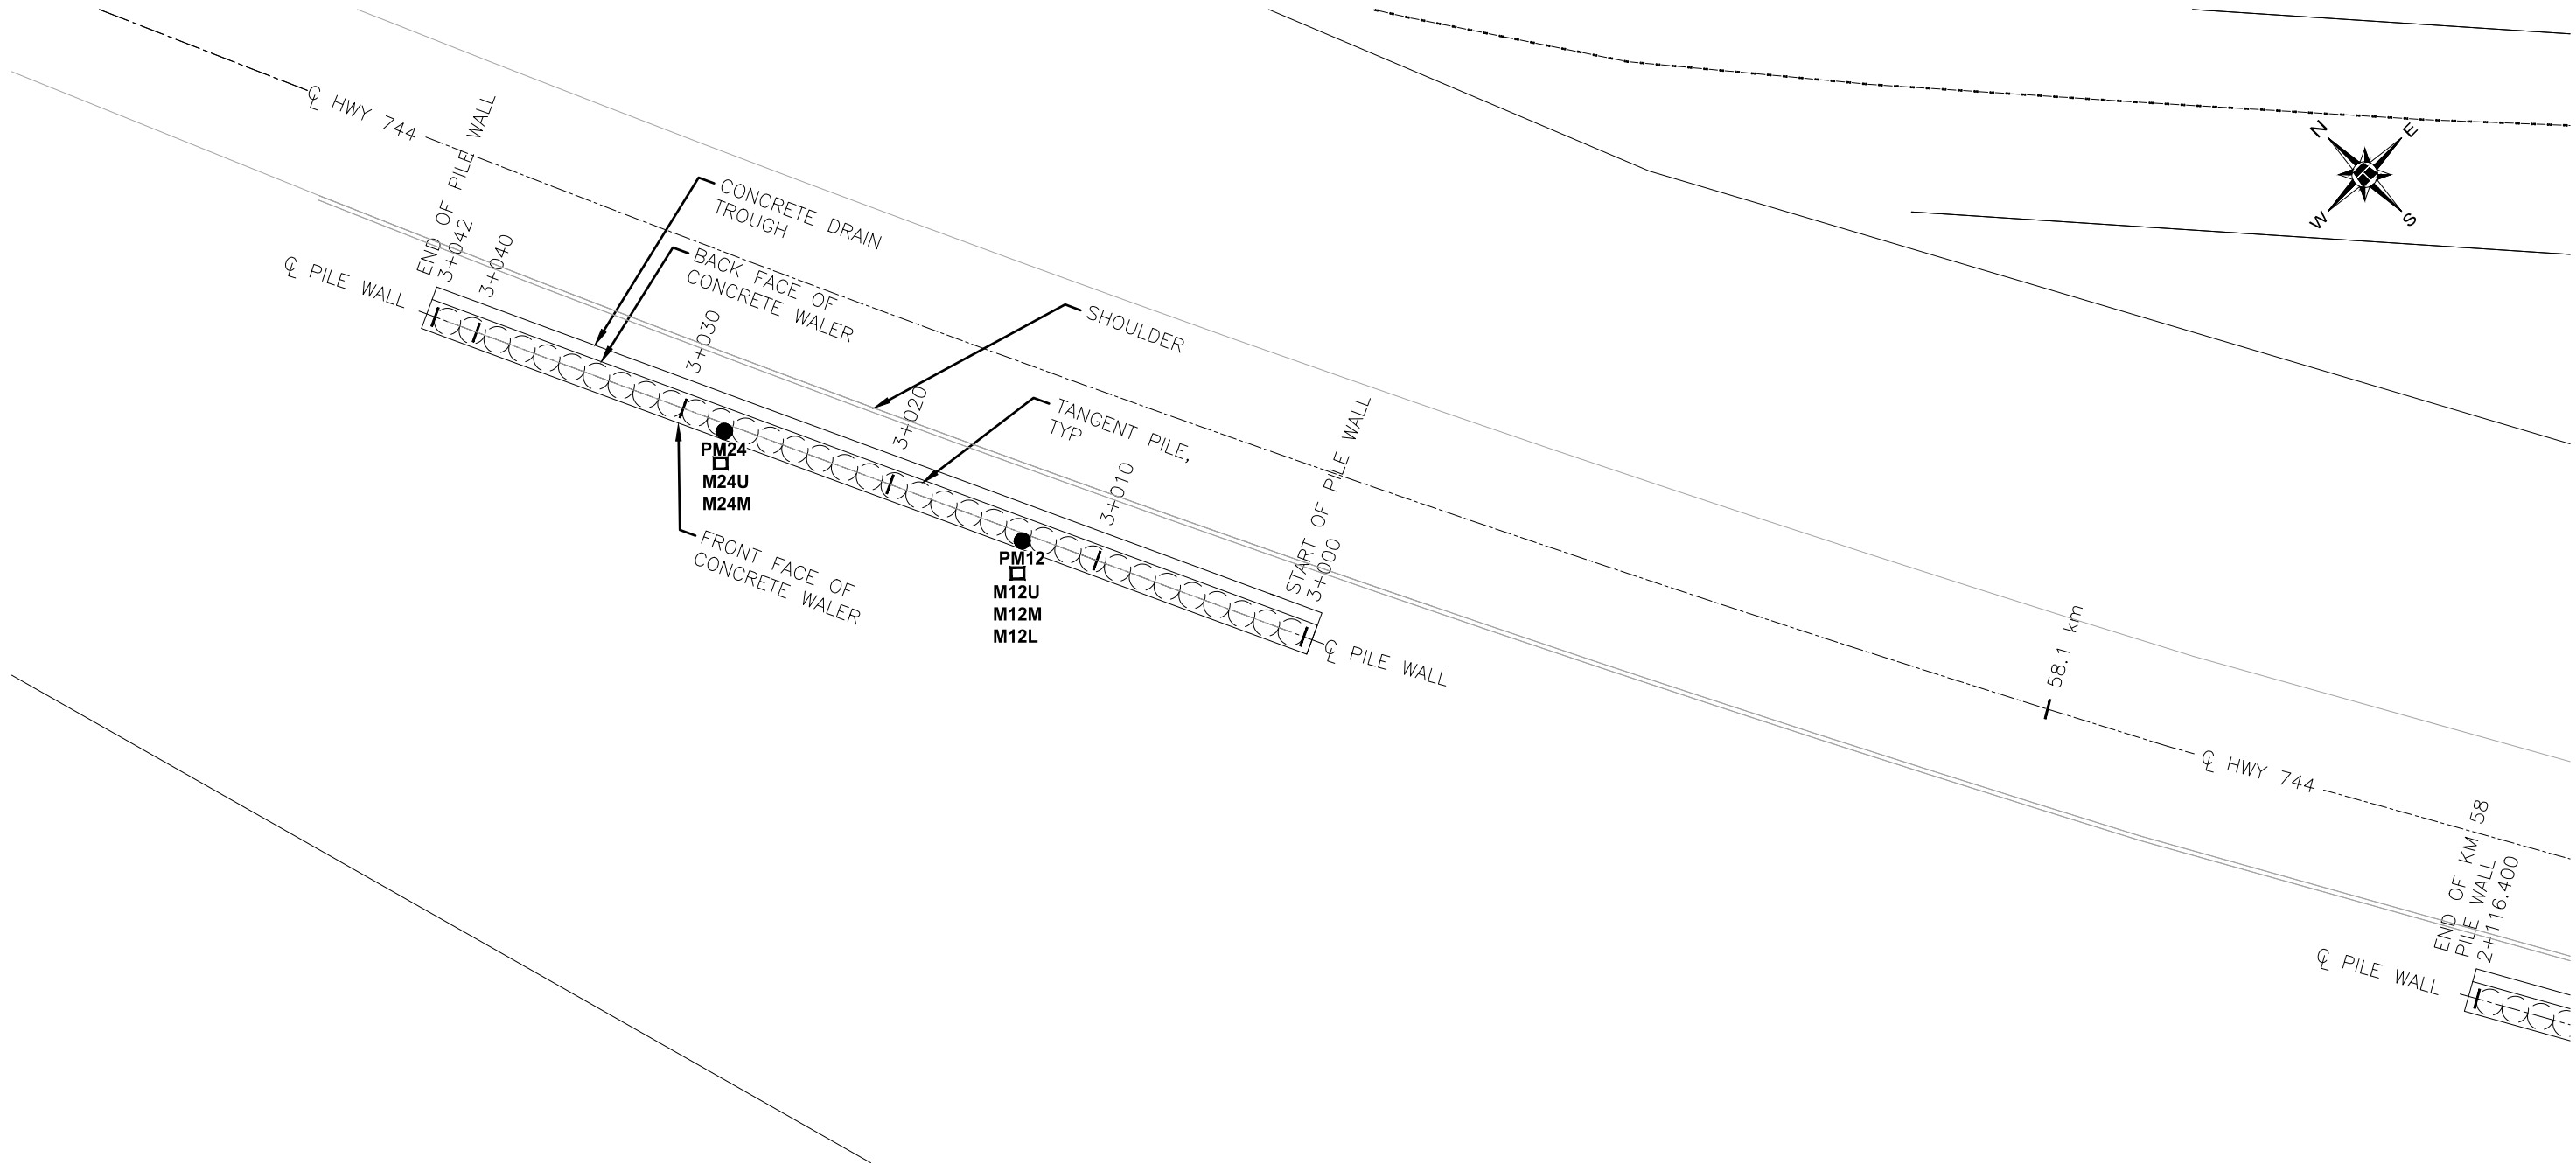 ℄ HWY 744
END OF PILE WALL
3+042
3+040
℄ PILE WALL
CONCRETE DRAIN
TROUGH
BACK FACE OF
CONCRETE WALER
3+030
SHOULDER
3+020
TANGENT PILE,
TYP
3+010
START OF PILE WALL
3+000
PM24
M24U
M24M
FRONT FACE OF
CONCRETE WALER
PM12
M12U
M12M
M12L
℄ PILE WALL
N
E
W
S
58.1 km
℄ HWY 744
END OF KM 58
PILE WALL
2+116.400
℄ PILE WALL